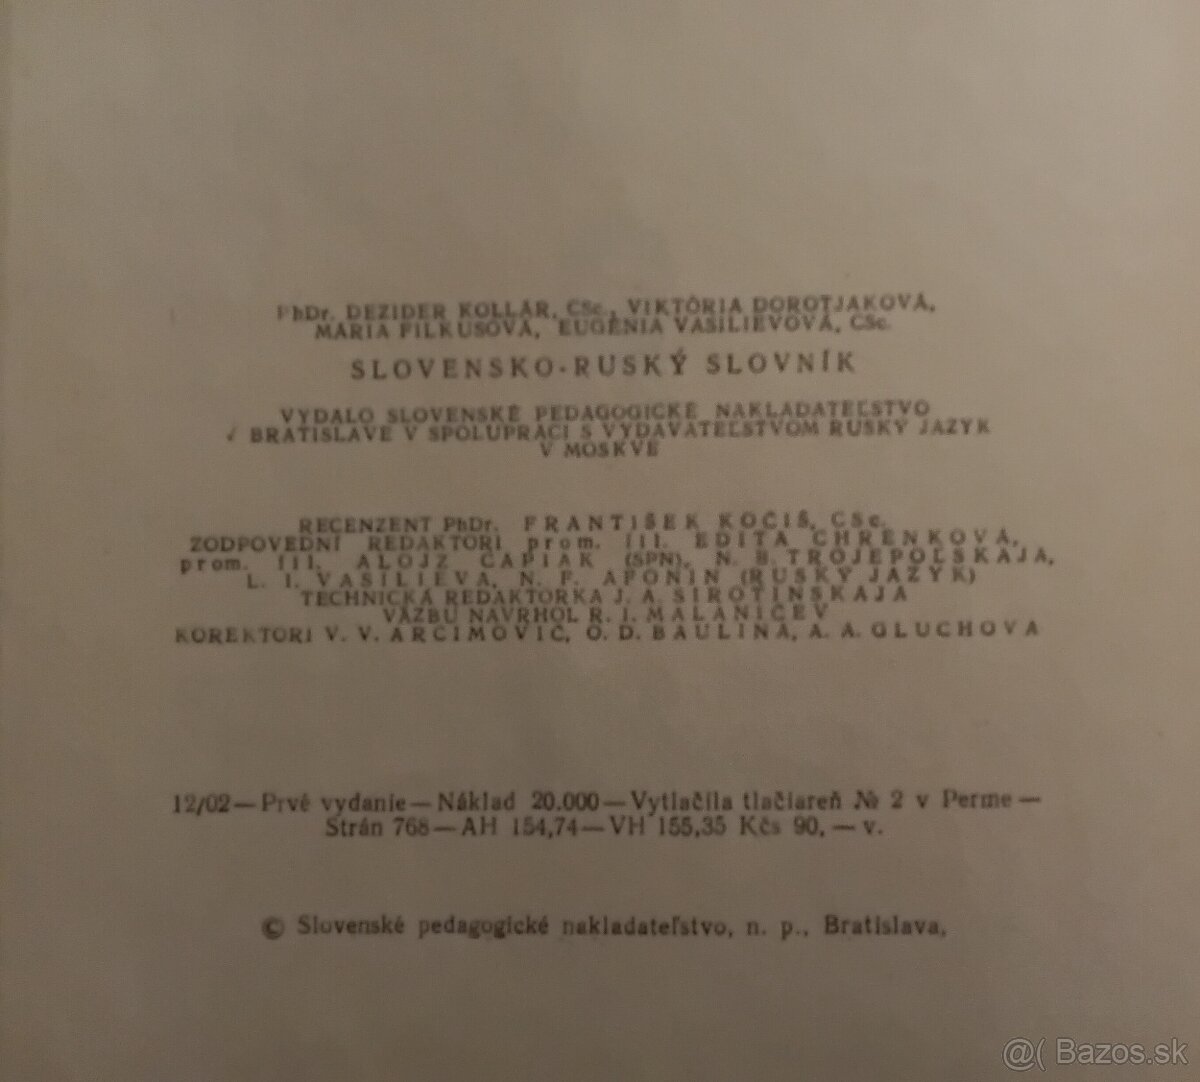 PhDr. DEZIDER KOLLÁR, CSc., VIKTÓRIA DOROTJAKOVÁ,
MÁRIA FILKUSOVÁ, EUGÉNIA VASILIEVOVÁ, CSc.
SLOVENSKO-RUSKÝ SLOVNÍK
VYDALO SLOVENSKÉ PEDAGOGICKÉ NAKLADATEĽSTVO
V BRATISLAVE V SPOLUPRÁCI S VYDAVATEĽSTVOM RUSKÝ JAZYK
V MOSKVE
RECENZENT PhDr. FRANTIŠEK KOČIŠ, CSc.
ZODPOVEDNÍ REDAKTORI prom. fil. EDITA CHRENKOVÁ,
prom. fil. ALOJZ ČAPIAK (SPN), N. B. TROJEPOĽSKAJA,
L. I. VASILIEVA, N. F. AFONIN (RUSKÝ JAZYK)
TECHNICKÁ REDAKTORKA J. A. SIROTINSKAJA
VÄZBU NAVRHOL R. I. MALANIČEV
KOREKTORI V. V. ARCIMOVIČ, O. D. BAULINA, A. A. GLUCHOVA
12/02—Prvé vydanie—Náklad 20.000—Vytlačila tlačiareň № 2 v Perme—
Strán 768—AH 154,74—VH 155,35 Kčs 90,—v.
© Slovenské pedagogické nakladateľstvo, n. p., Bratislava,
@( Bazos.sk